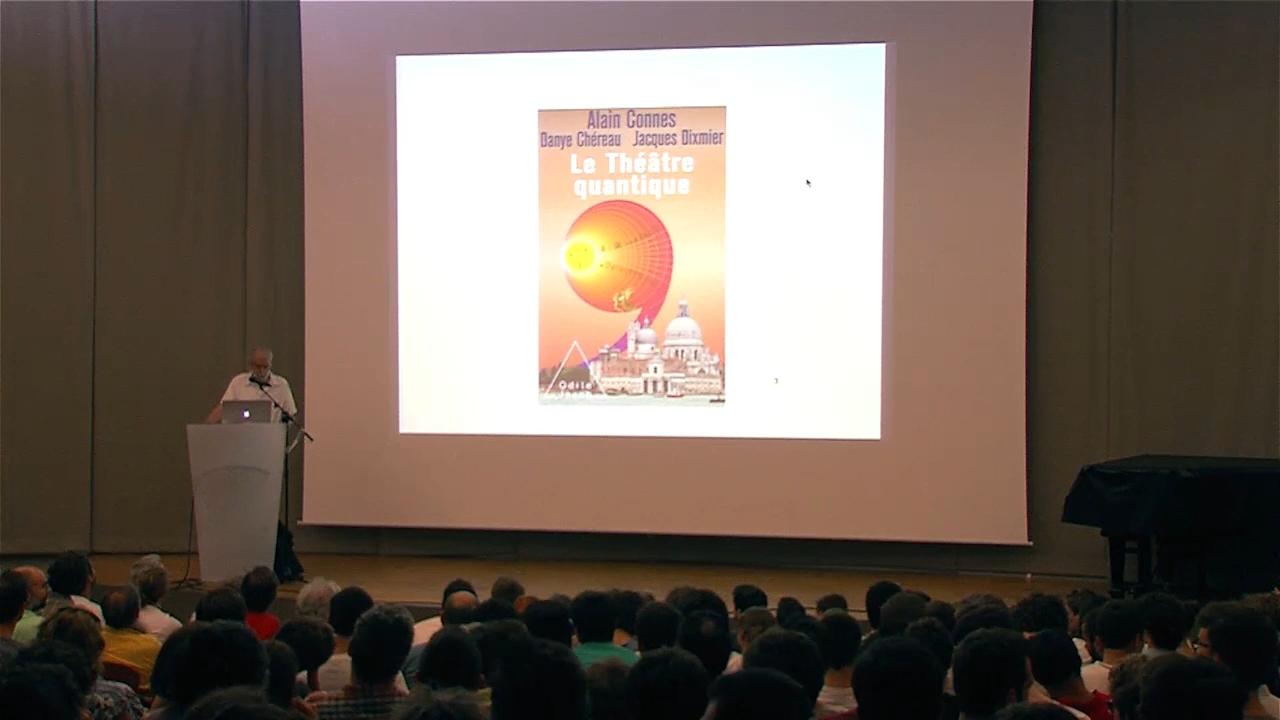 Alain Connes
Danye Chéreau Jacques Dixmier
Le Théâtre
quantique
Odile